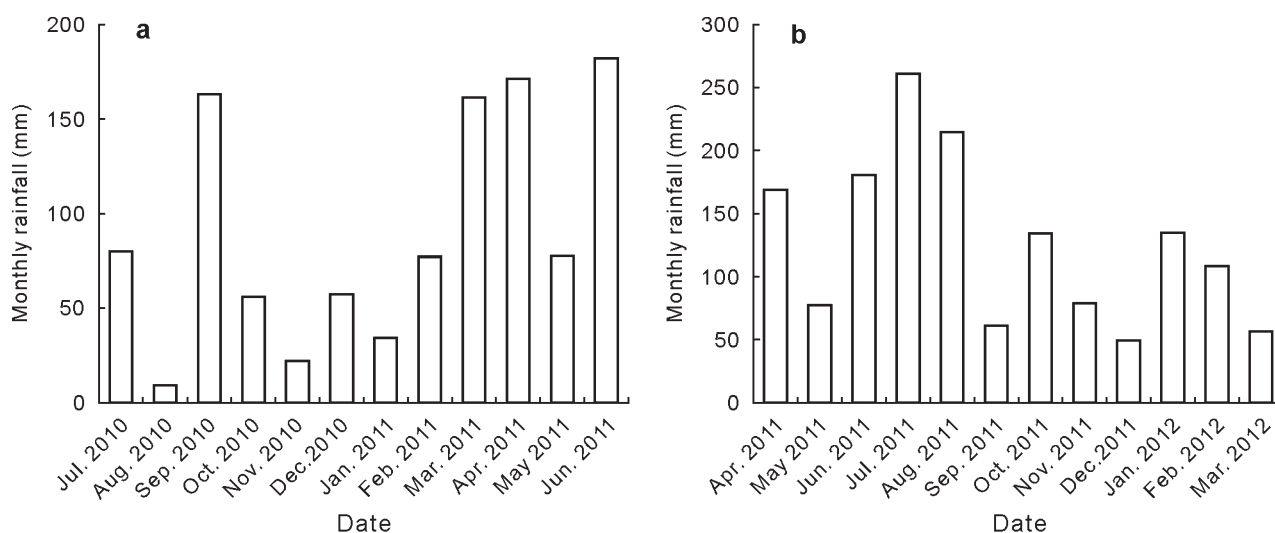 a
Monthly rainfall (mm)
200
150
100
50
0
Jul. 2010
Aug. 2010
Sep. 2010
Oct. 2010
Nov. 2010
Dec.2010
Jan. 2011
Feb. 2011
Mar. 2011
Apr. 2011
May 2011
Jun. 2011
Date
b
Monthly rainfall (mm)
300
250
200
150
100
50
0
Apr. 2011
May 2011
Jun. 2011
Jul. 2011
Aug. 2011
Sep. 2011
Oct. 2011
Nov. 2011
Dec.2011
Jan. 2012
Feb. 2012
Mar. 2012
Date